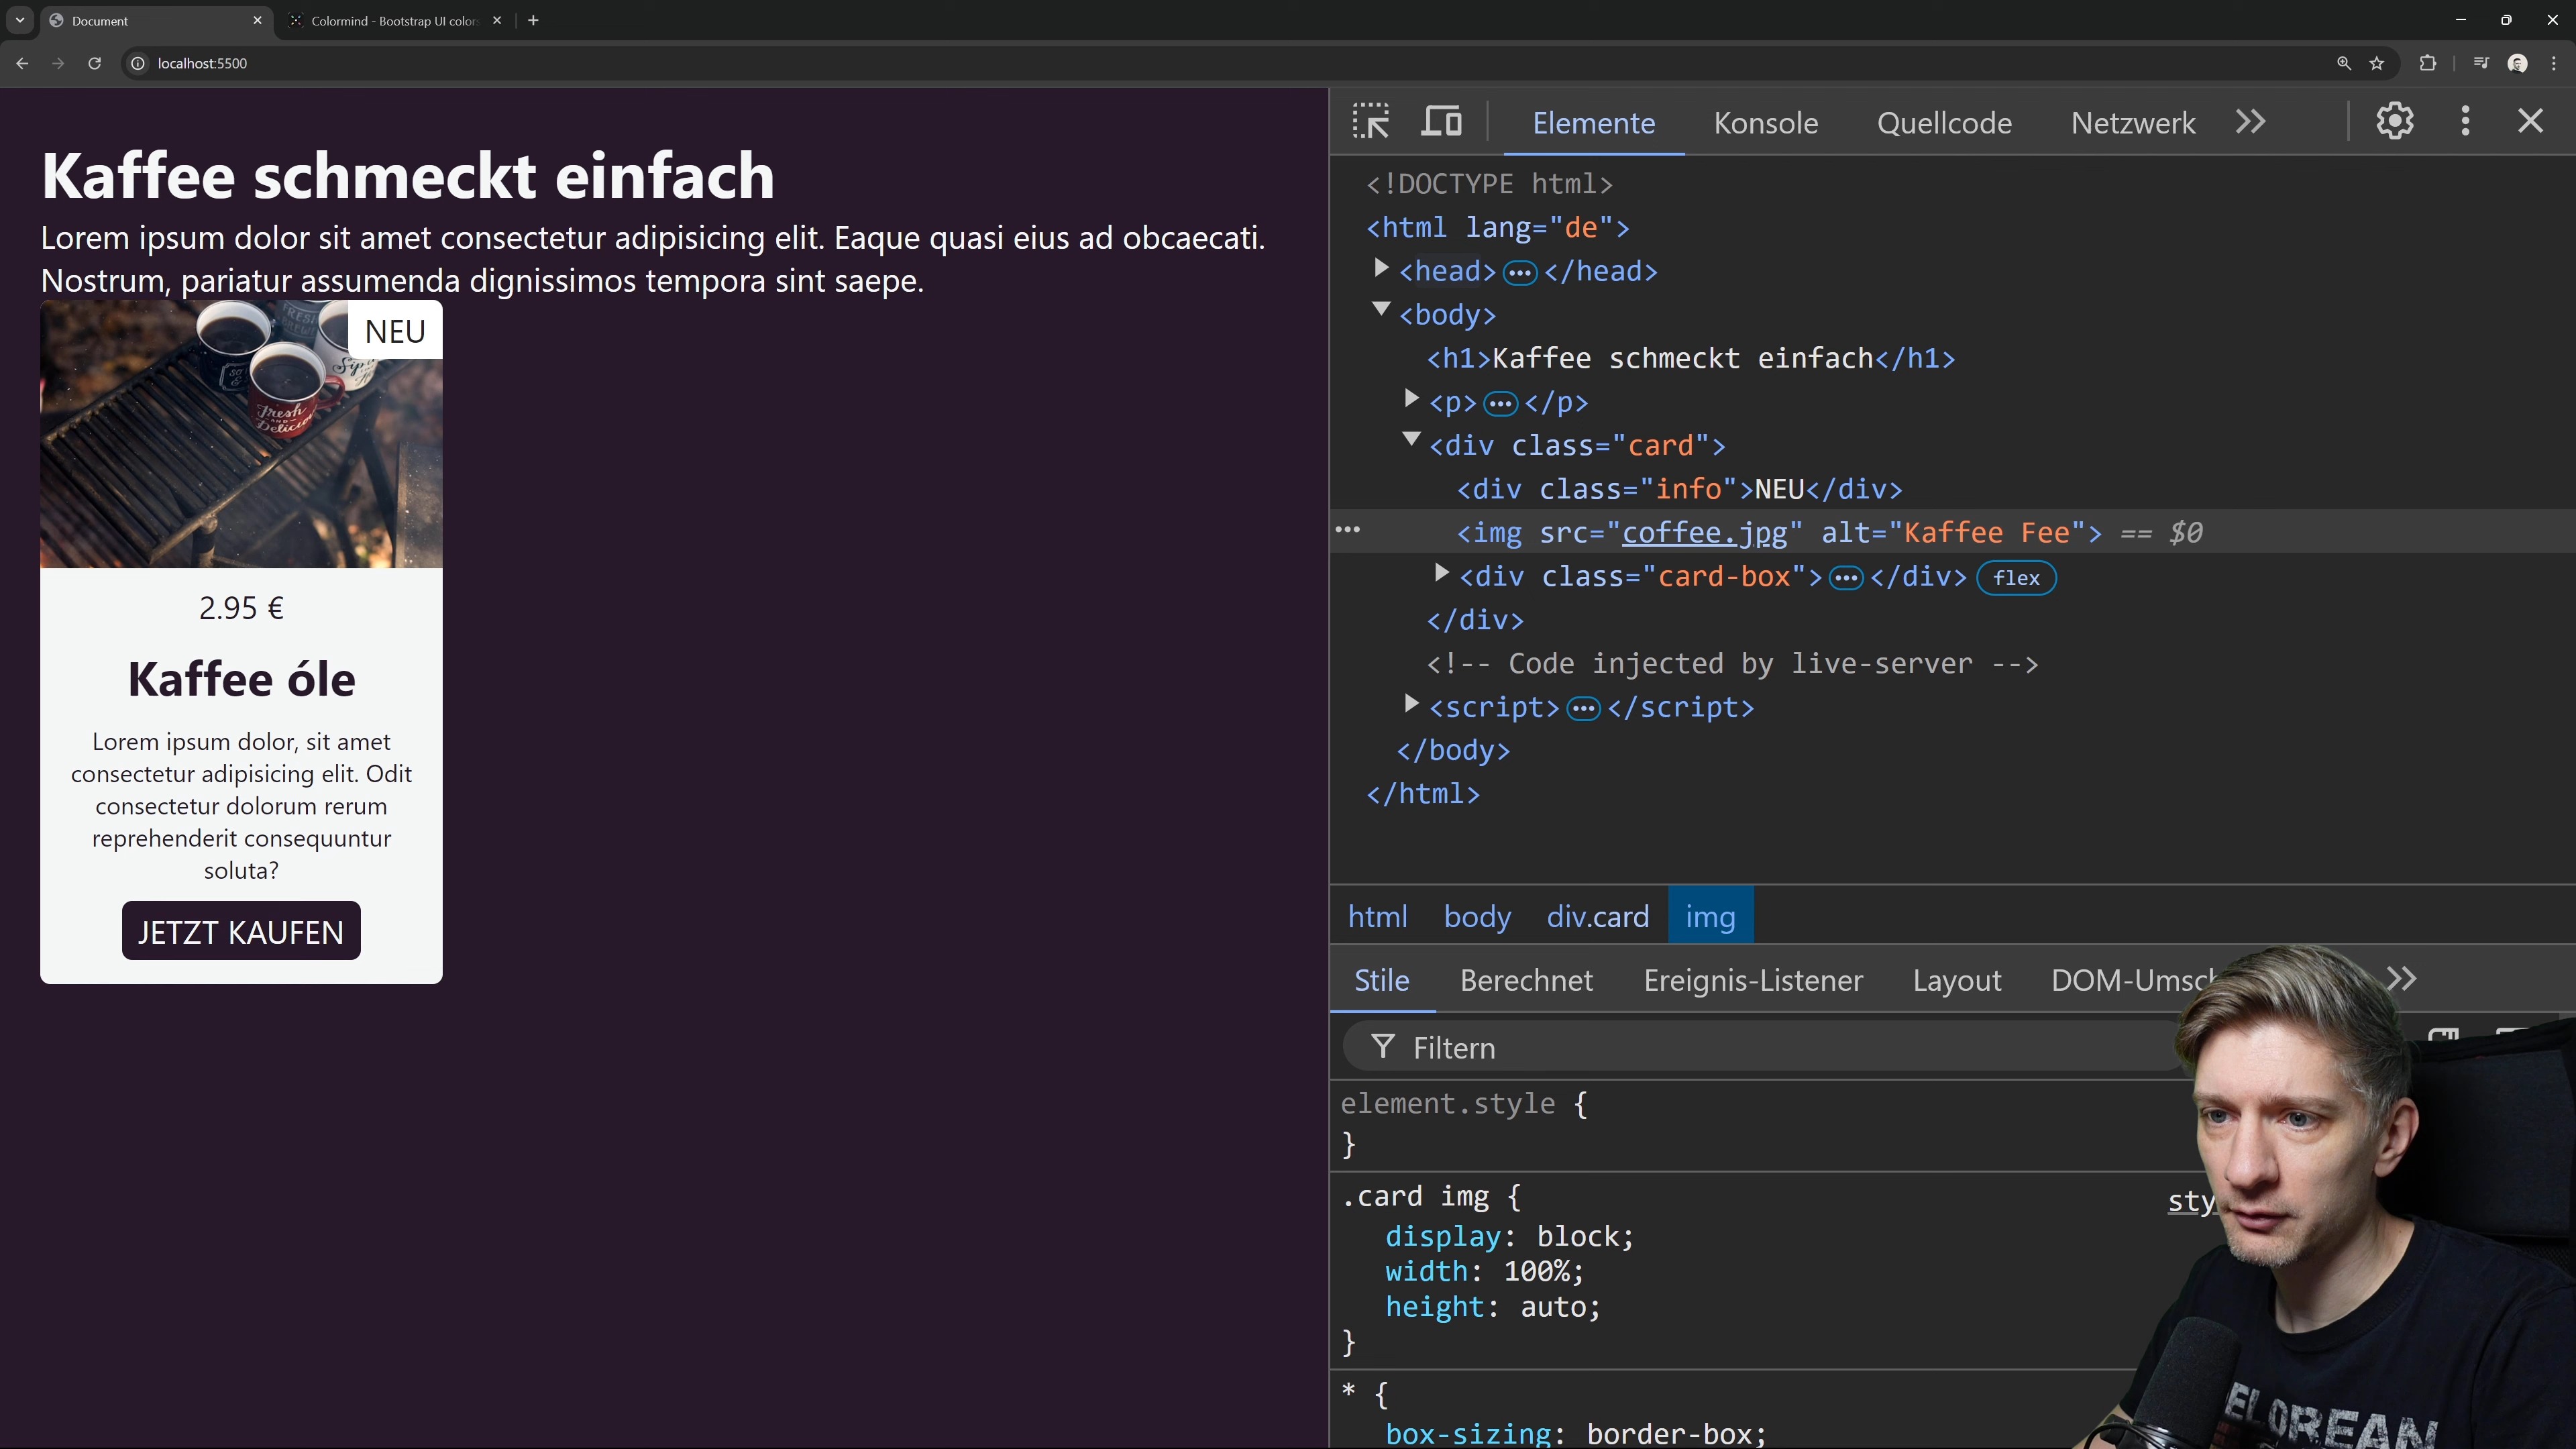 Document
Colormind - Bootstrap UI colors
localhost:5500
Kaffee schmeckt einfach
Lorem ipsum dolor sit amet consectetur adipisicing elit. Eaque quasi eius ad obcaecati.
Nostrum, pariatur assumenda dignissimos tempora sint saepe.
NEU
Fresh
AND
Delicious
2.95 €
Kaffee óle
Lorem ipsum dolor, sit amet
consectetur adipisicing elit. Odit
consectetur dolorum rerum
reprehenderit consequuntur
soluta?
JETZT KAUFEN
Elemente Konsole Quellcode Netzwerk
<!DOCTYPE html>
<html lang="de">
<head> ••• </head>
<body>
<h1>Kaffee schmeckt einfach</h1>
<p> ••• </p>
<div class="card">
<div class="info">NEU</div>
••• <img src="coffee.jpg" alt="Kaffee Fee"> == $0
<div class="card-box"> ••• </div> flex
</div>
<!-- Code injected by live-server -->
<script> ••• </script>
</body>
</html>
html body div.card img
Stile Berechnet Ereignis-Listener Layout DOM-Umsch
Filtern
element.style {
}
.card img {
sty
display: block;
width: 100%;
height: auto;
}
* {
box-sizing: border-box;
ELOREAN